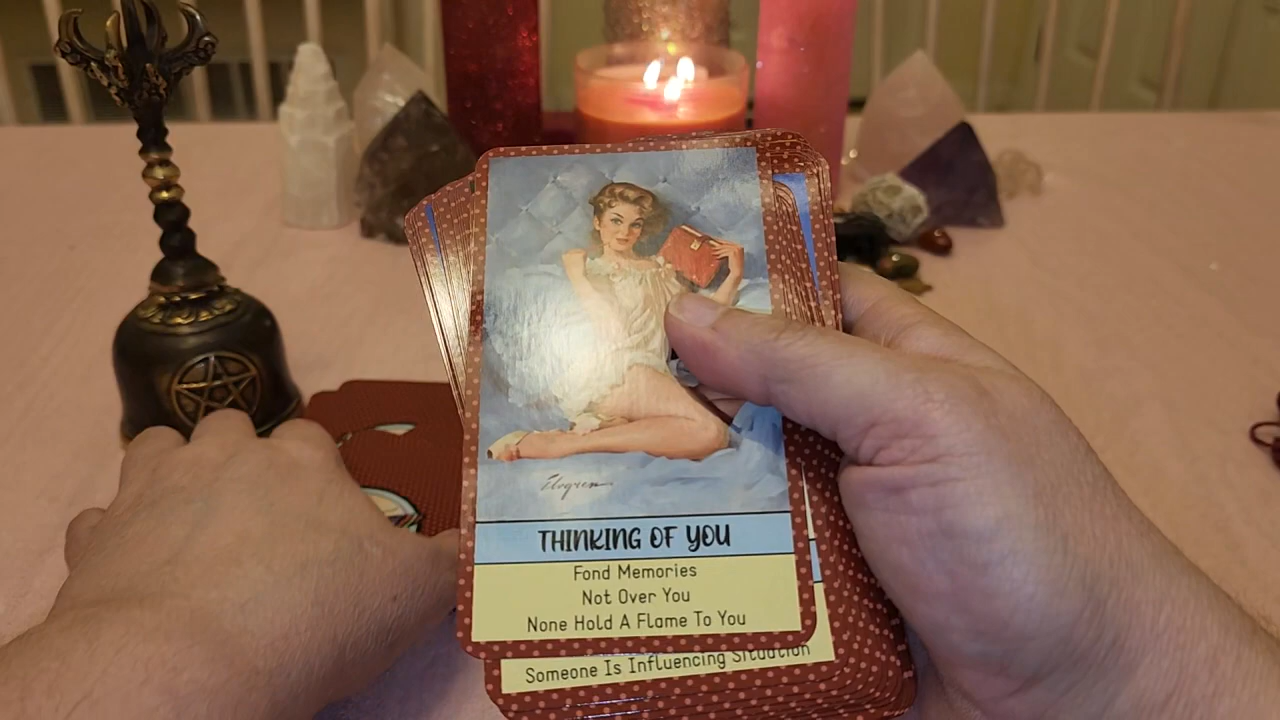 Elvgren
THINKING OF YOU
Fond Memories
Not Over You
None Hold A Flame To You
Someone Is Influencing Situation